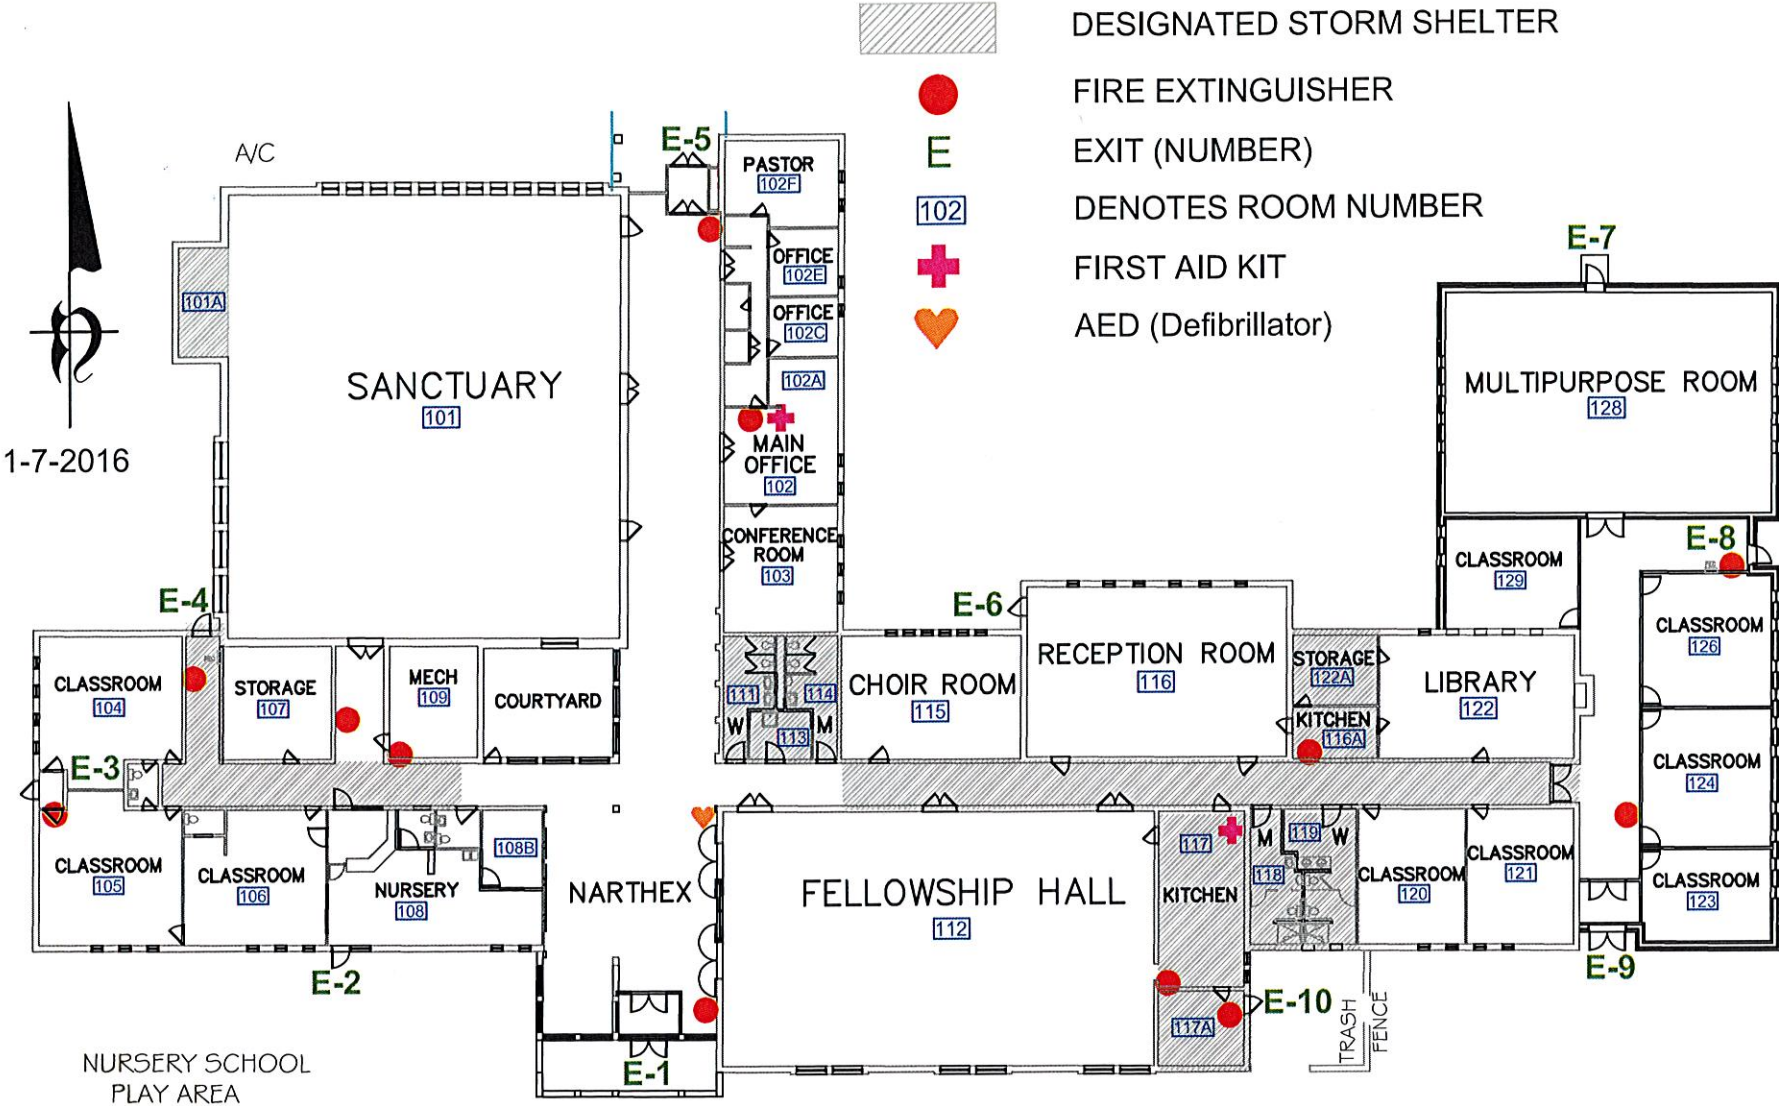 DESIGNATED STORM SHELTER
FIRE EXTINGUISHER
E
EXIT (NUMBER)
102
DENOTES ROOM NUMBER
FIRST AID KIT
AED (Defibrillator)
A/C
E-5
PASTOR
102F
OFFICE
102E
OFFICE
102C
102A
MAIN
OFFICE
102
CONFERENCE
ROOM
103
101A
SANCTUARY
101
1-7-2016
E-7
MULTIPURPOSE ROOM
128
E-8
CLASSROOM
129
CLASSROOM
126
CLASSROOM
124
CLASSROOM
123
E-4
E-6
CLASSROOM
104
STORAGE
107
MECH
109
COURTYARD
111
W
113
114
M
CHOIR ROOM
115
RECEPTION ROOM
116
STORAGE
122A
KITCHEN
116A
LIBRARY
122
E-3
CLASSROOM
105
CLASSROOM
106
NURSERY
108
108B
NARTHEX
FELLOWSHIP HALL
112
117
KITCHEN
117A
M
118
119
W
CLASSROOM
120
CLASSROOM
121
E-2
E-1
E-10
E-9
TRASH
FENCE
NURSERY SCHOOL
PLAY AREA